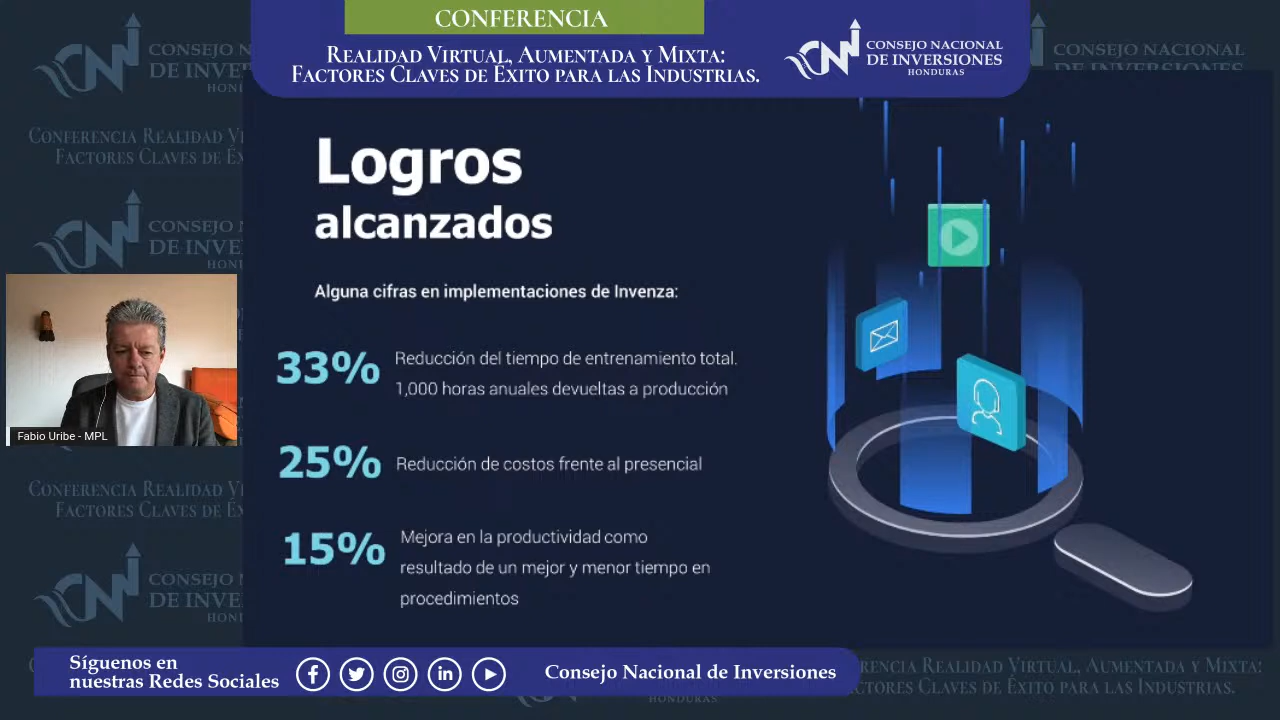 CONFERENCIA
REALIDAD VIRTUAL, AUMENTADA Y MIXTA:
FACTORES CLAVES DE ÉXITO PARA LAS INDUSTRIAS.
CONSEJO NACIONAL
DE INVERSIONES
HONDURAS
CONSEJO NACIONAL
Logros
alcanzados
Alguna cifras en implementaciones de Invenza:
33%
Reducción del tiempo de entrenamiento total.
1,000 horas anuales devueltas a producción
25%
Reducción de costos frente al presencial
15%
Mejora en la productividad como
resultado de un mejor y menor tiempo en
procedimientos
Fabio Uribe - MPL
Síguenos en
nuestras Redes Sociales
Consejo Nacional de Inversiones
HONDURAS